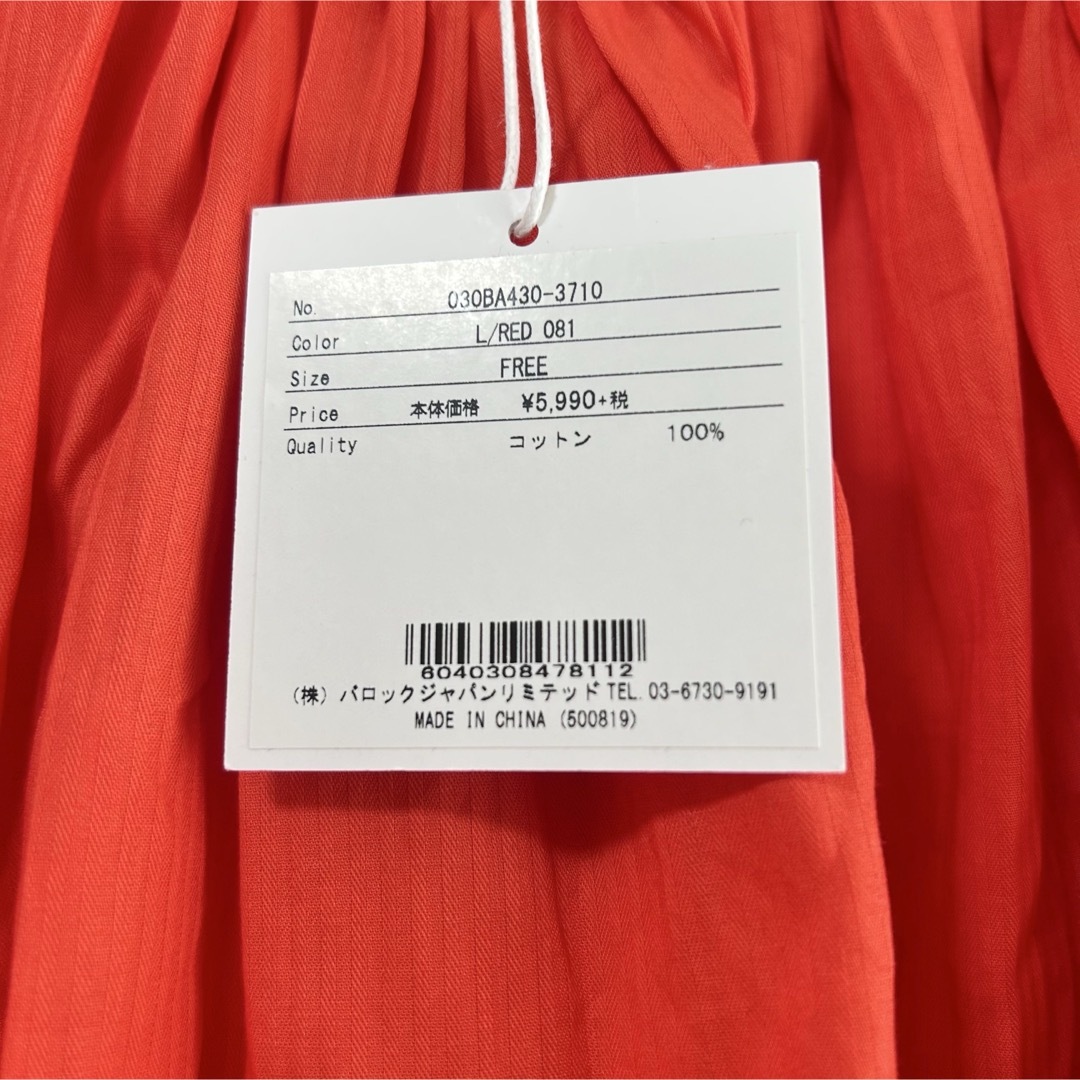 No. 030BA430-3710
Color L/RED 081
Size FREE
Price 本体価格 ¥5,990+税
Quality コットン 100%
6040308478112
(株) バロックジャパンリミテッド TEL. 03-6730-9191
MADE IN CHINA (500819)